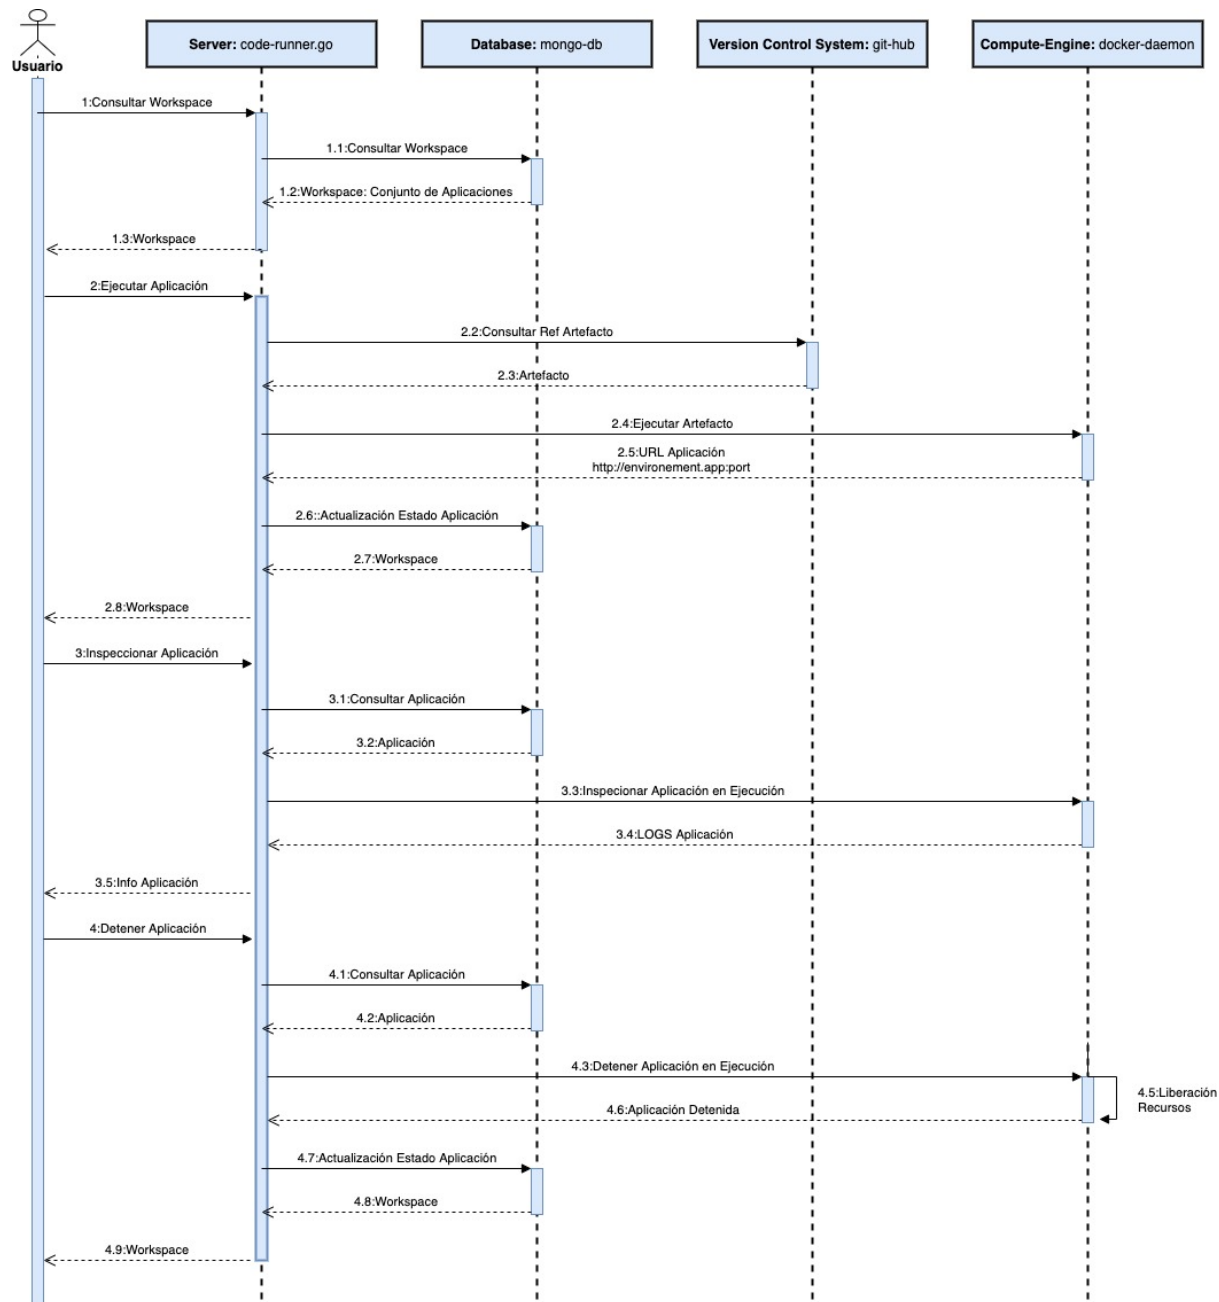 Usuario
Server: code-runner.go
Database: mongo-db
Version Control System: git-hub
Compute-Engine: docker-daemon
1:Consultar Workspace
1.1:Consultar Workspace
1.2:Workspace: Conjunto de Aplicaciones
1.3:Workspace
2:Ejecutar Aplicación
2.2:Consultar Ref Artefacto
2.3:Artefacto
2.4:Ejecutar Artefacto
2.5:URL Aplicación
http://environement.app:port
2.6::Actualización Estado Aplicación
2.7:Workspace
2.8:Workspace
3:Inspeccionar Aplicación
3.1:Consultar Aplicación
3.2:Aplicación
3.3:Inspecionar Aplicación en Ejecución
3.4:LOGS Aplicación
3.5:Info Aplicación
4:Detener Aplicación
4.1:Consultar Aplicación
4.2:Aplicación
4.3:Detener Aplicación en Ejecución
4.5:Liberación
Recursos
4.6:Aplicación Detenida
4.7:Actualización Estado Aplicación
4.8:Workspace
4.9:Workspace